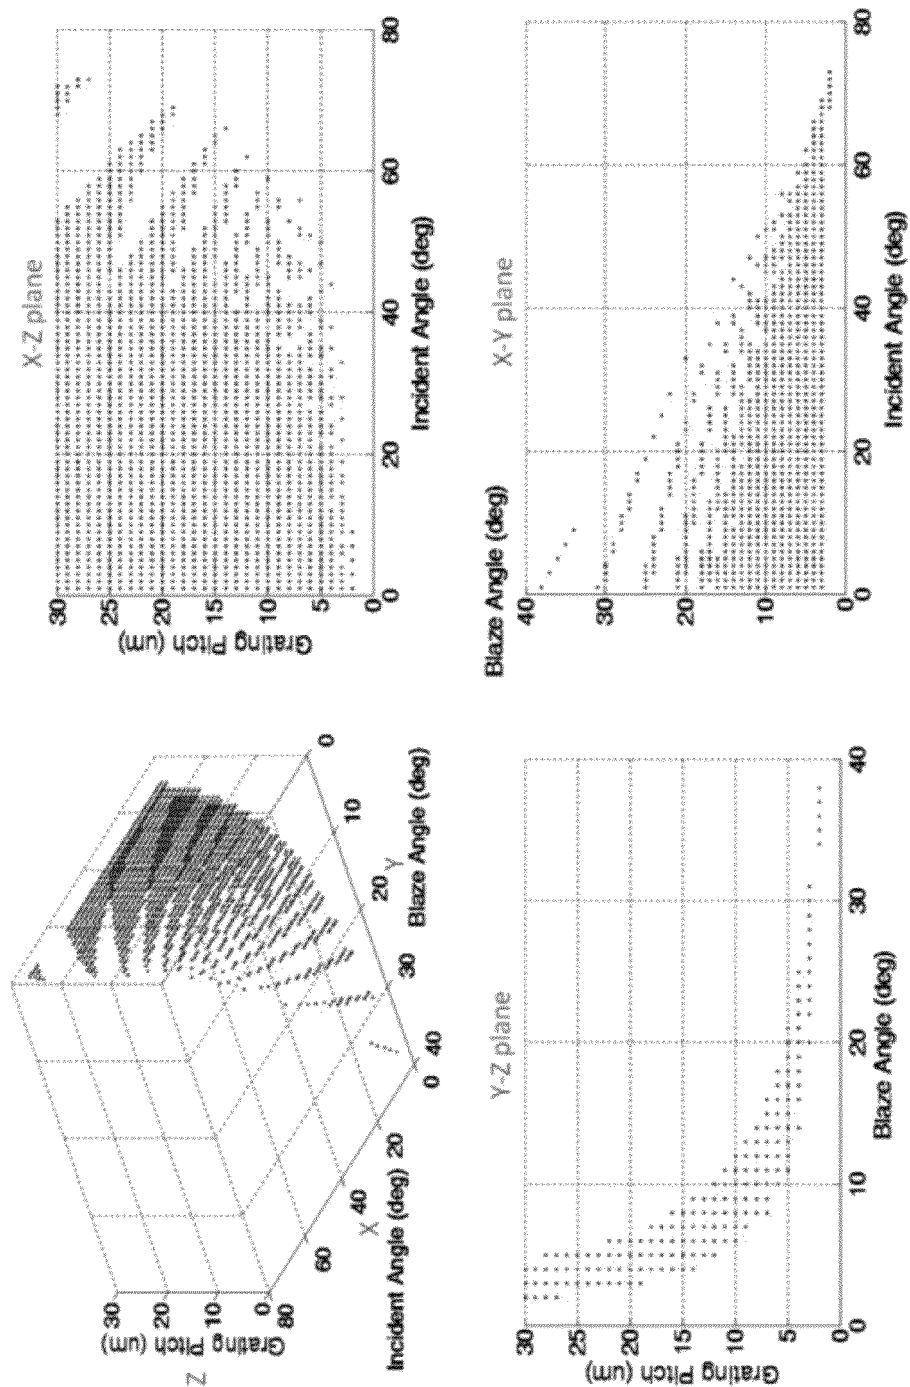 Z
Grating Pitch (um)
30
20
10
0
80
60
40
20
0
X
Incident Angle (deg)
40
30
20
10
0
Y
Blaze Angle (deg)
X-Z plane
Grating Pitch (um)
30
25
20
15
10
5
0
0 20 40 60 80
Incident Angle (deg)
Y-Z plane
Grating Pitch (um)
30
25
20
15
10
5
0
0 10 20 30 40
Blaze Angle (deg)
Blaze Angle (deg)
X-Y plane
40
30
20
10
0
0 20 40 60 80
Incident Angle (deg)